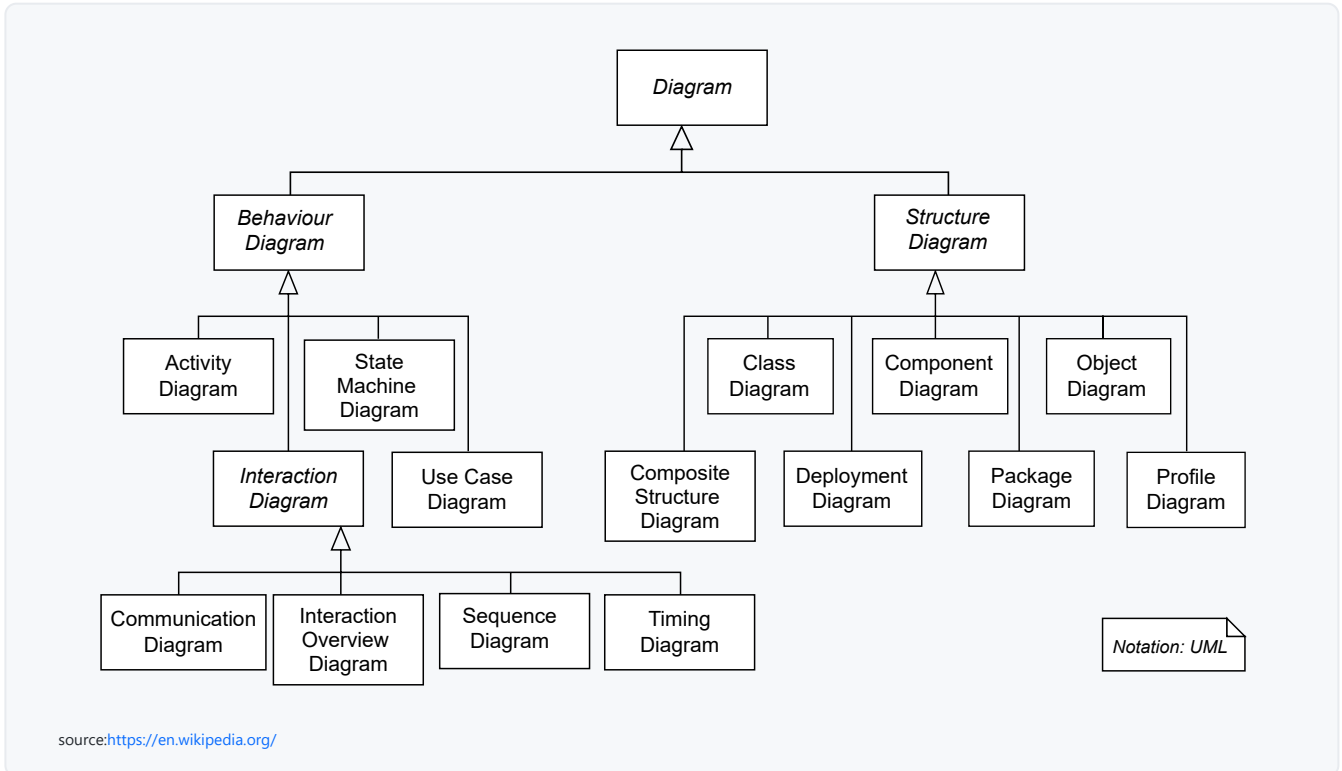 Diagram
Behaviour
Diagram
Structure
Diagram
Activity
Diagram
State
Machine
Diagram
Class
Diagram
Component
Diagram
Object
Diagram
Interaction
Diagram
Use Case
Diagram
Composite
Structure
Diagram
Deployment
Diagram
Package
Diagram
Profile
Diagram
Communication
Diagram
Interaction
Overview
Diagram
Sequence
Diagram
Timing
Diagram
Notation: UML
source:https://en.wikipedia.org/